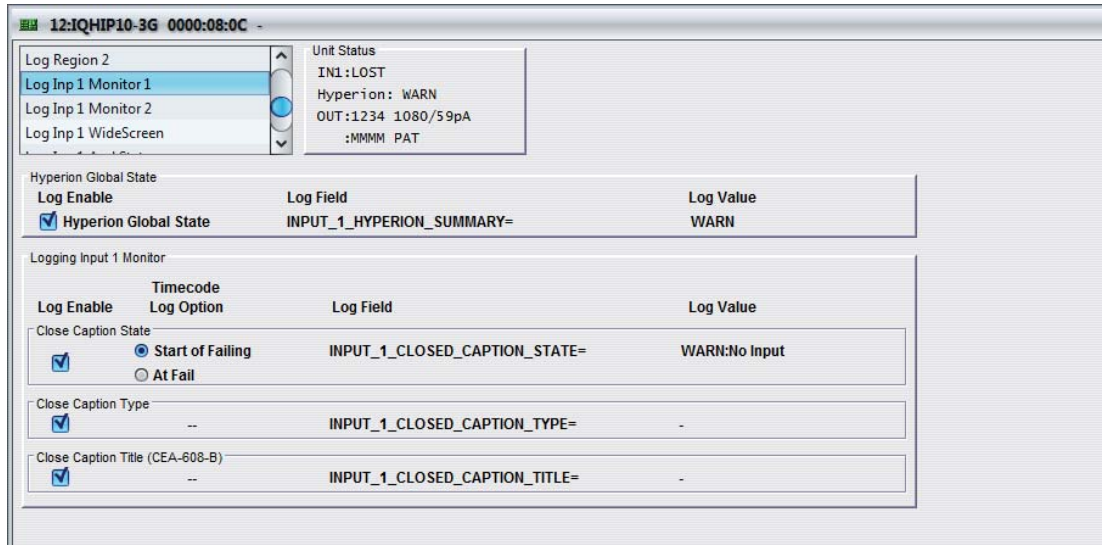 12:IQHIP10-3G 0000:08:0C -
Log Region 2
Log Inp 1 Monitor 1
Log Inp 1 Monitor 2
Log Inp 1 WideScreen
Unit Status
IN1:LOST
Hyperion: WARN
OUT:1234 1080/59pA
:MMMM PAT
Hyperion Global State
Log Enable Log Field Log Value
Hyperion Global State INPUT_1_HYPERION_SUMMARY= WARN
Logging Input 1 Monitor
Timecode
Log Enable Log Option Log Field Log Value
Close Caption State
Start of Failing INPUT_1_CLOSED_CAPTION_STATE= WARN:No Input
At Fail
Close Caption Type
-- INPUT_1_CLOSED_CAPTION_TYPE= -
Close Caption Title (CEA-608-B)
-- INPUT_1_CLOSED_CAPTION_TITLE= -